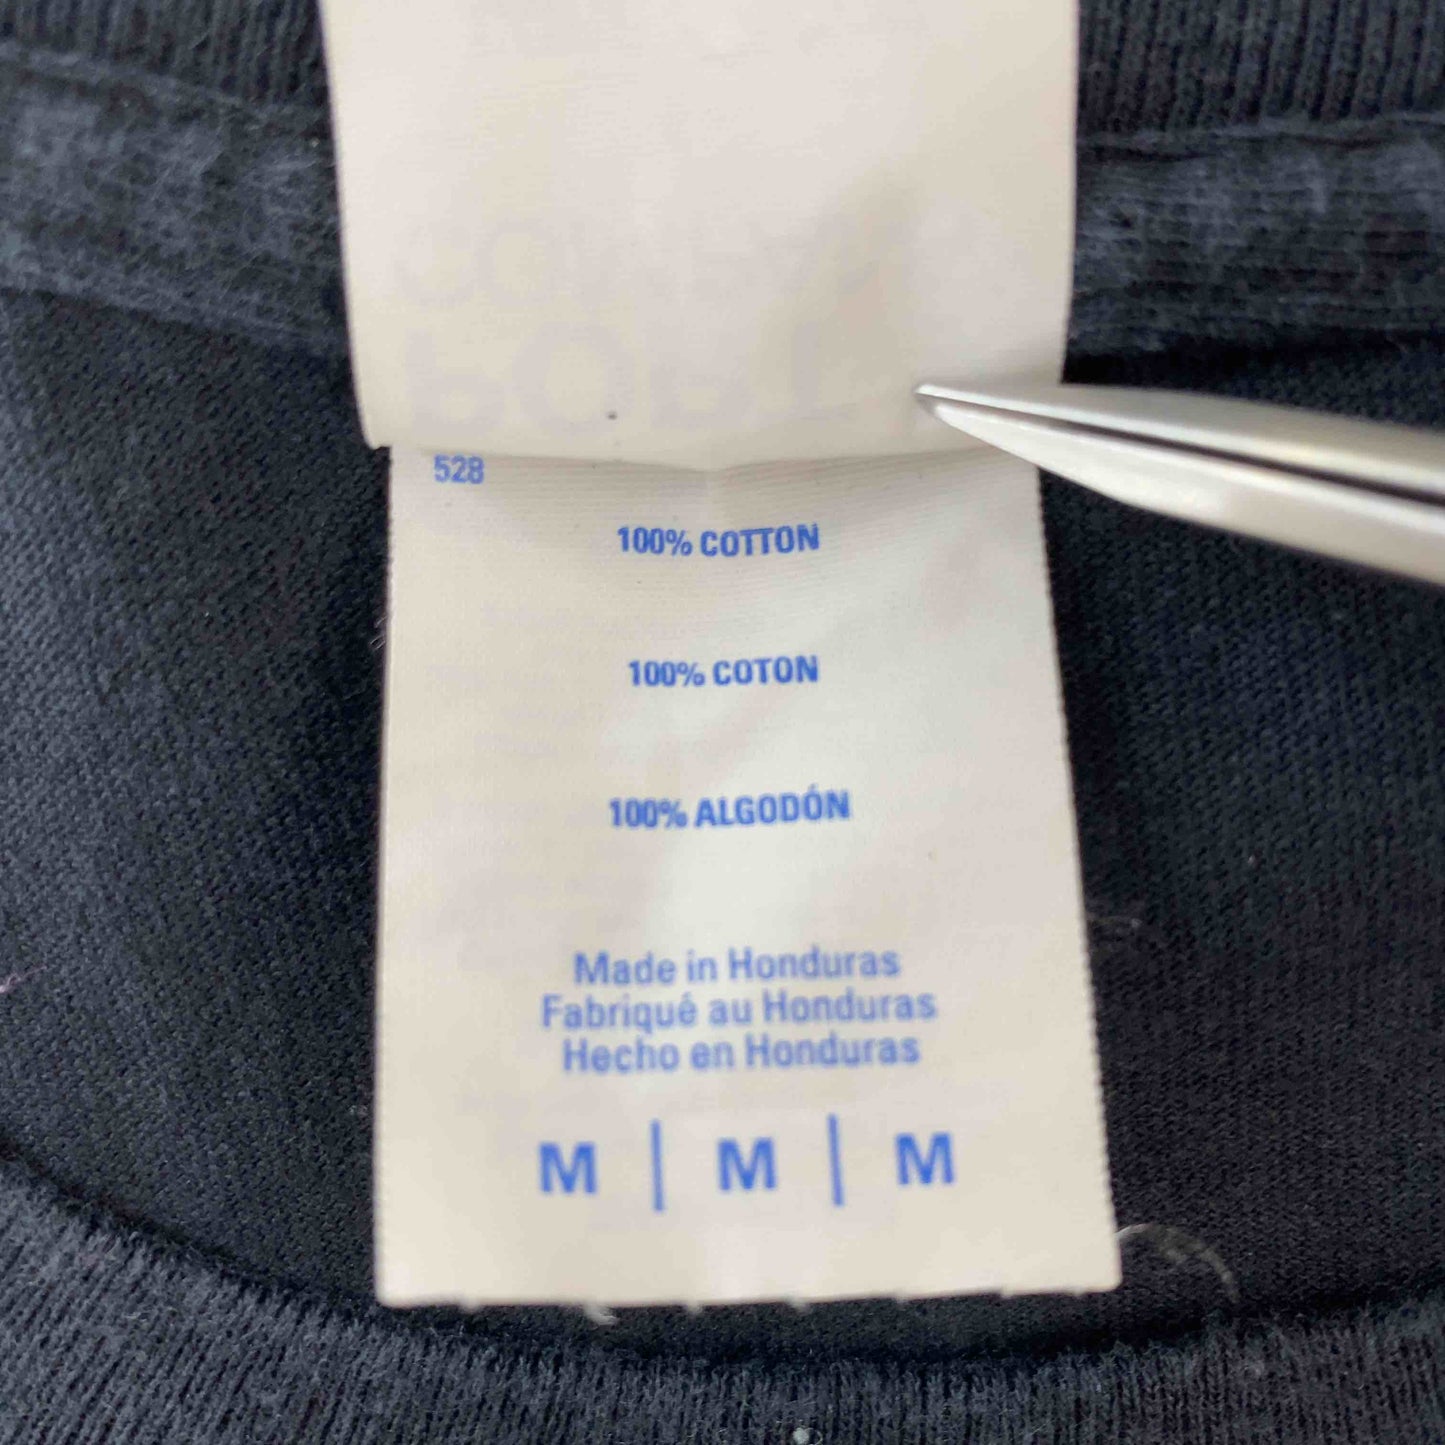 528
100% COTTON
100% COTON
100% ALGODÓN
Made in Honduras
Fabriqué au Honduras
Hecho en Honduras
M | M | M